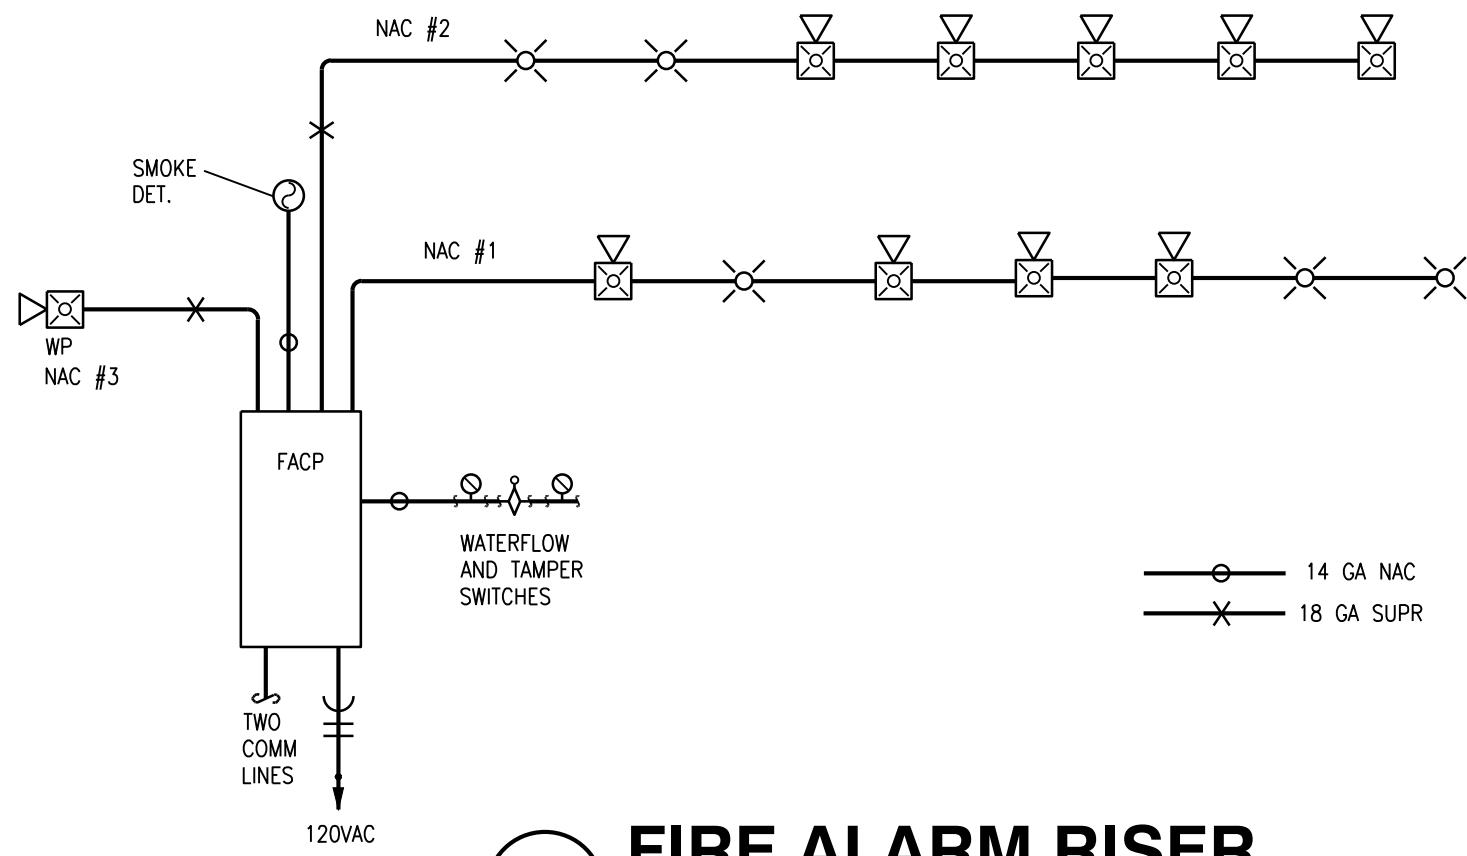 NAC #2
SMOKE
DET.
NAC #1
WP
NAC #3
FACP
WATERFLOW
AND TAMPER
SWITCHES
14 GA NAC
18 GA SUPR
TWO
COMM
LINES
120VAC
FIRE ALARM RISER